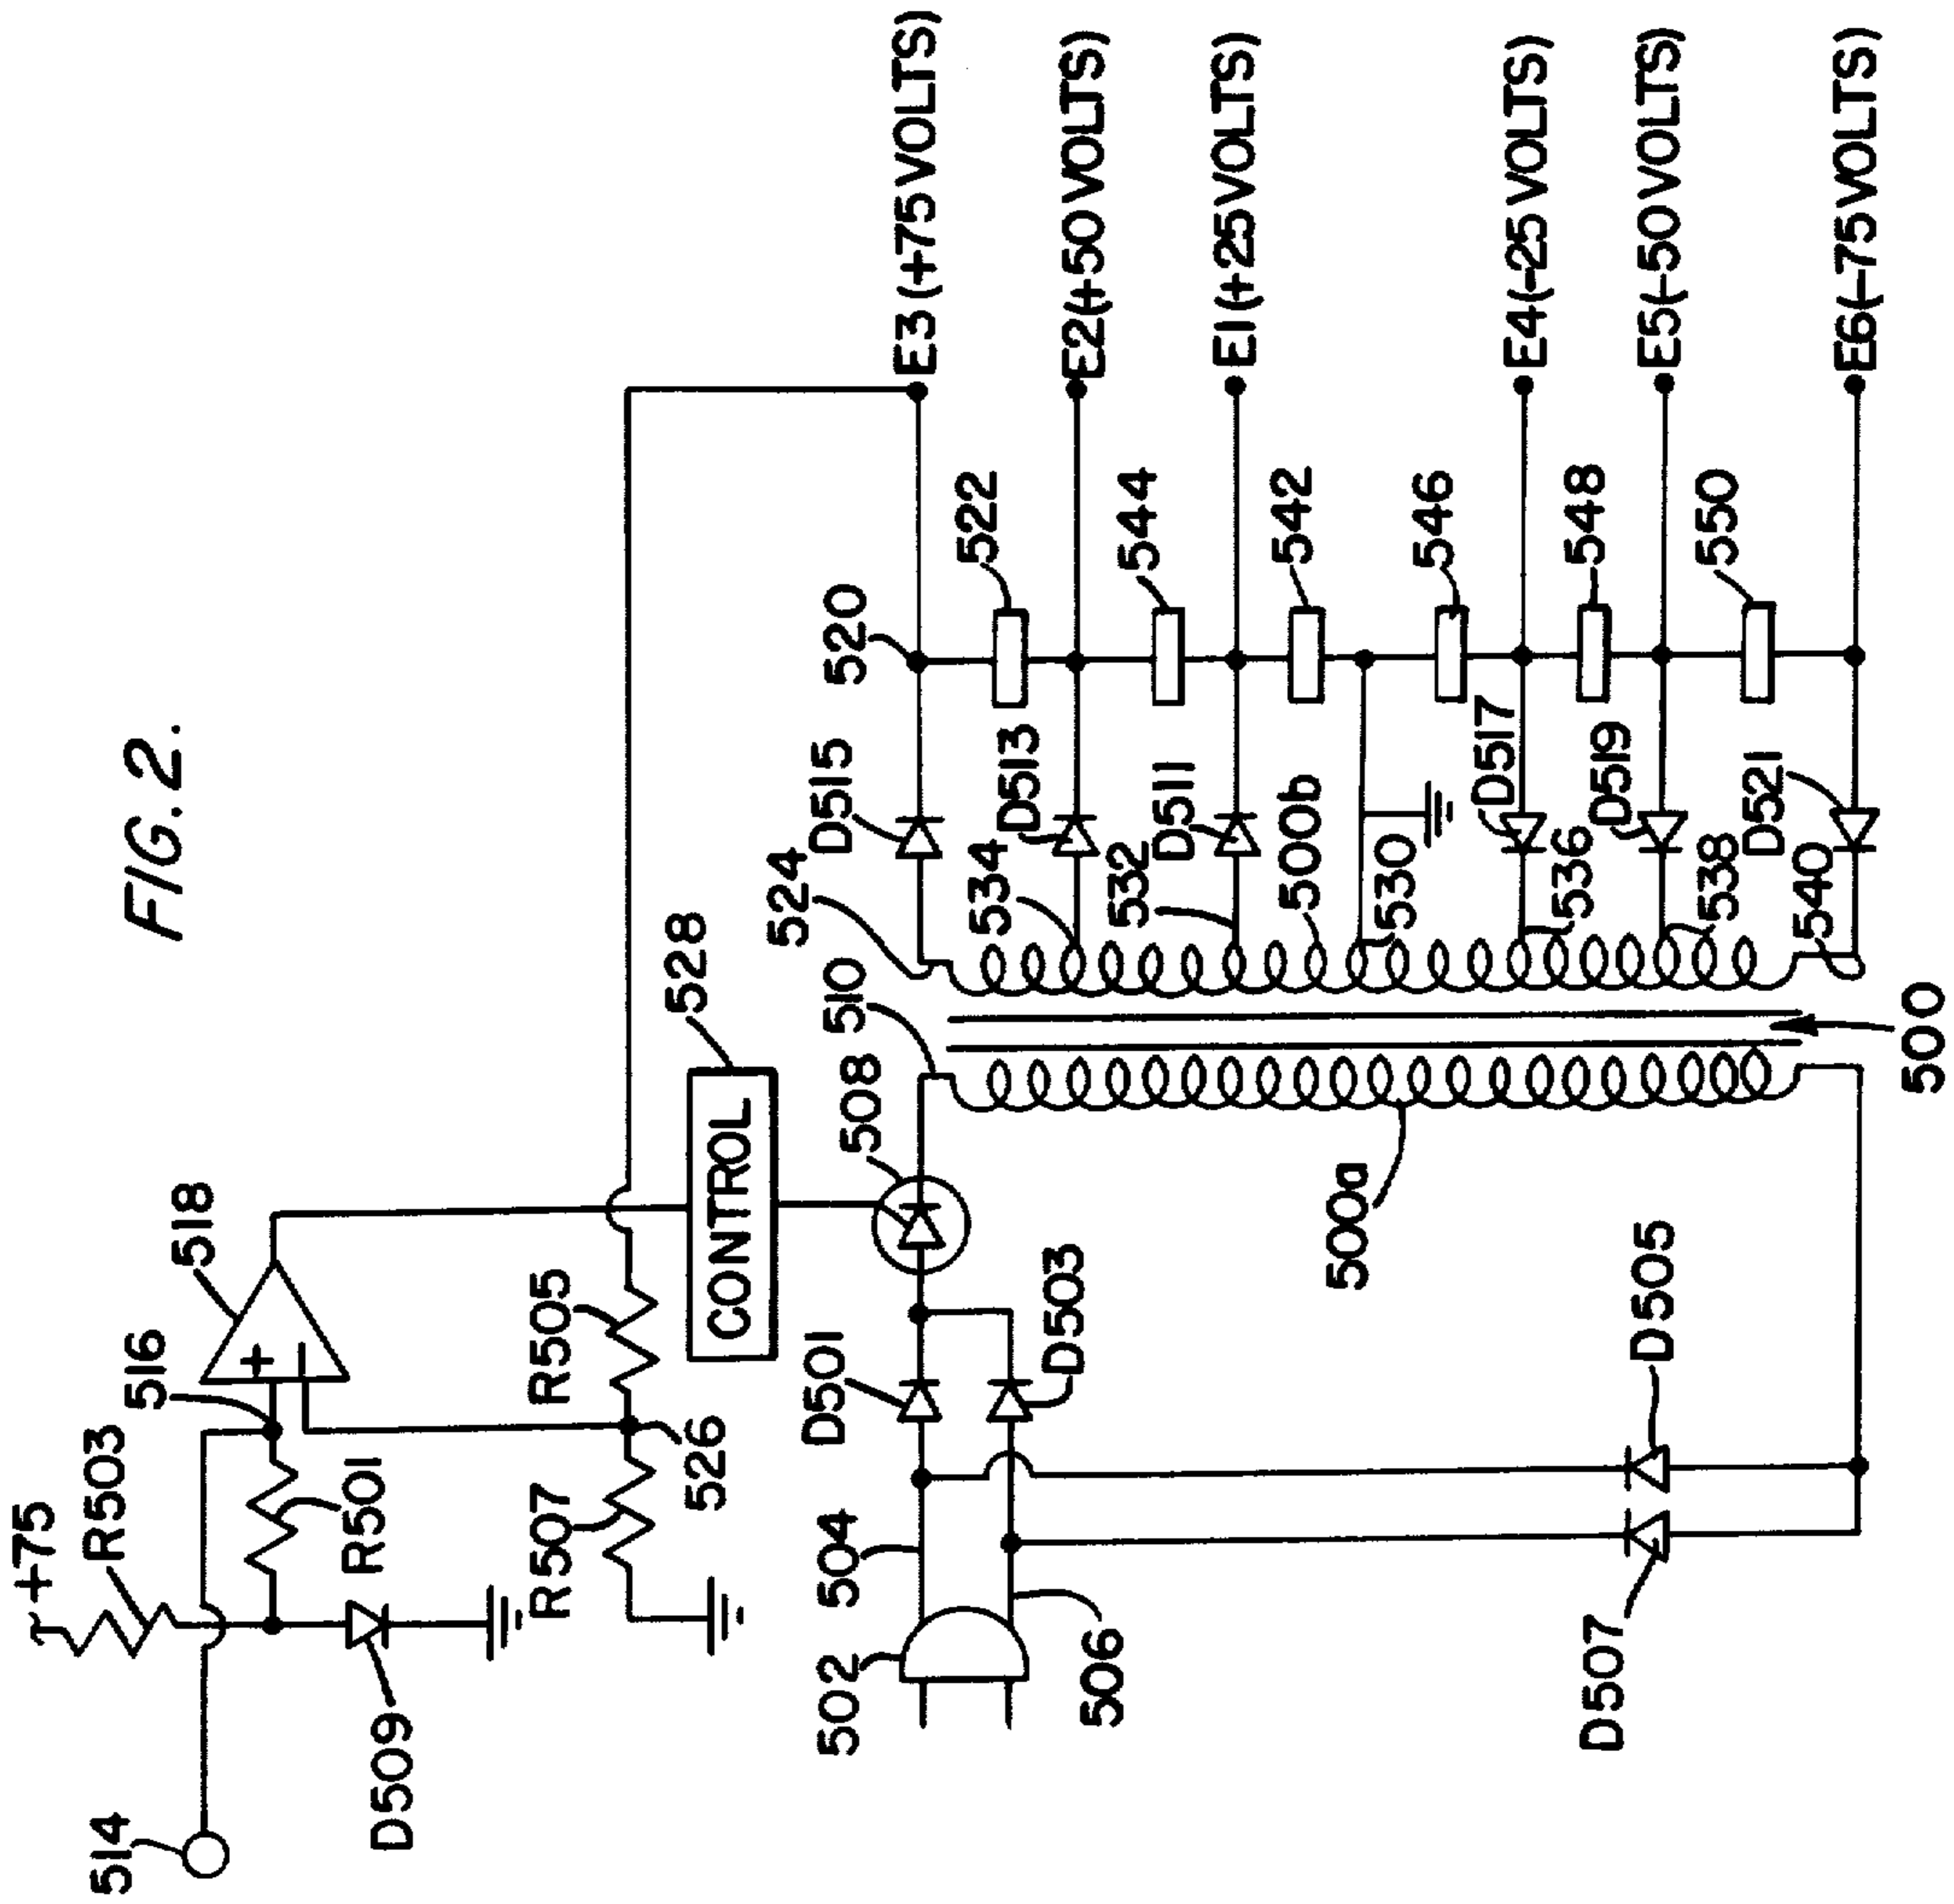 FIG. 2.
514
+75
R503
516
518
R501
D509
R505
R507
526
528
CONTROL
E3 (+75 VOLTS)
520
522
E2 (+50 VOLTS)
544
E1 (+25 VOLTS)
542
546
E4 (-25 VOLTS)
548
E5 (-50 VOLTS)
550
E6 (-75 VOLTS)
D515
524
D513
534
D511
532
500b
530
D517
536
D519
538
D521
540
510
508
500
500a
D501
D503
502
504
506
D505
D507